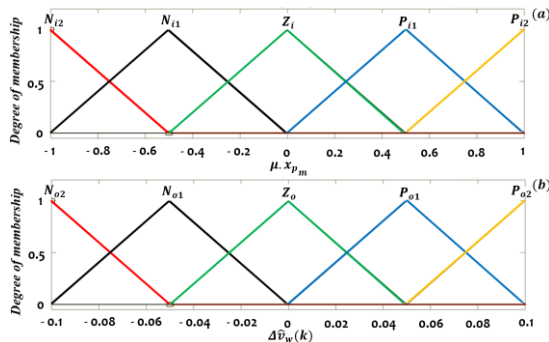 N_i2 N_i1 Z_i P_i1 P_i2 (a)
Degree of membership
1
0.5
0
-1 -0.8 -0.6 -0.4 -0.2 0 0.2 0.4 0.6 0.8 1
μ.x_{p_m}
N_o2 N_o1 Z_o P_o1 P_o2 (b)
Degree of membership
1
0.5
0
-0.1 -0.08 -0.06 -0.04 -0.02 0 0.02 0.04 0.06 0.08 0.1
Δv̂_w(k)